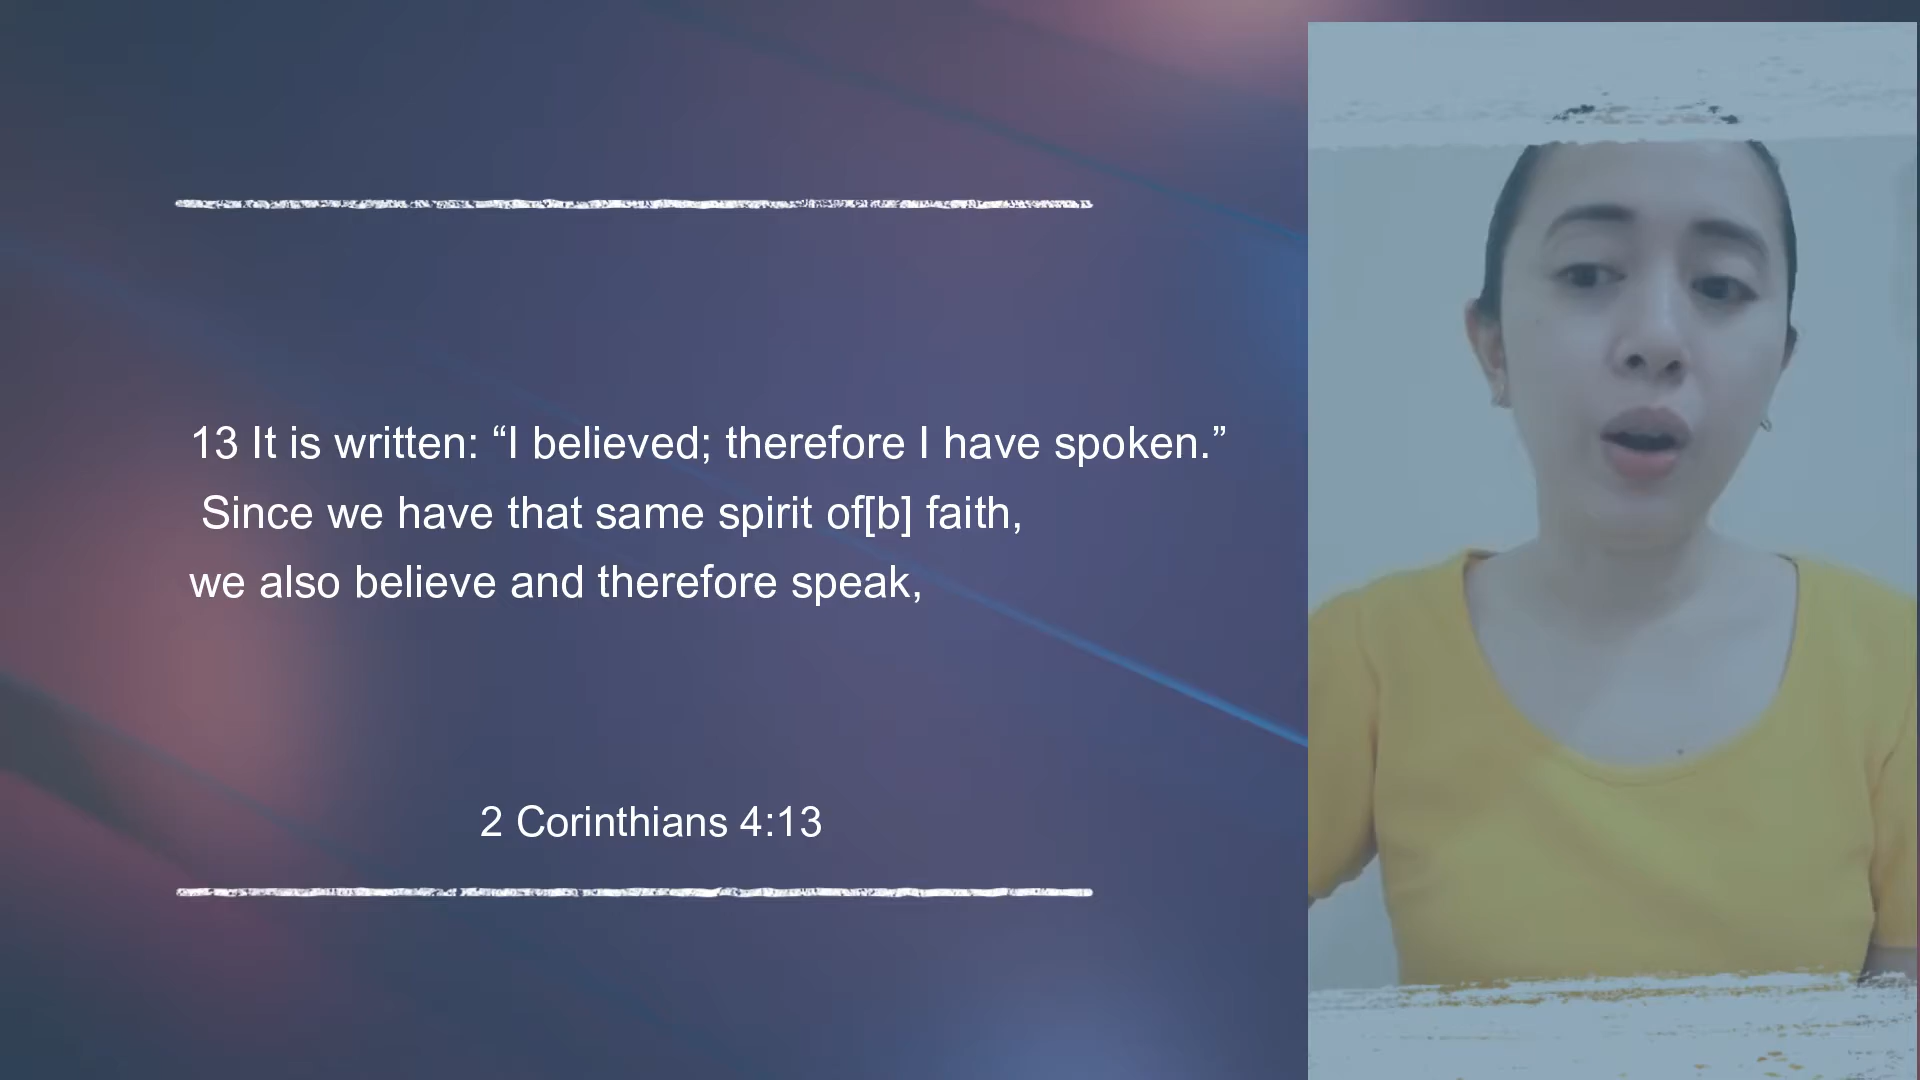 13 It is written: “I believed; therefore I have spoken.”
Since we have that same spirit of[b] faith,
we also believe and therefore speak,
2 Corinthians 4:13